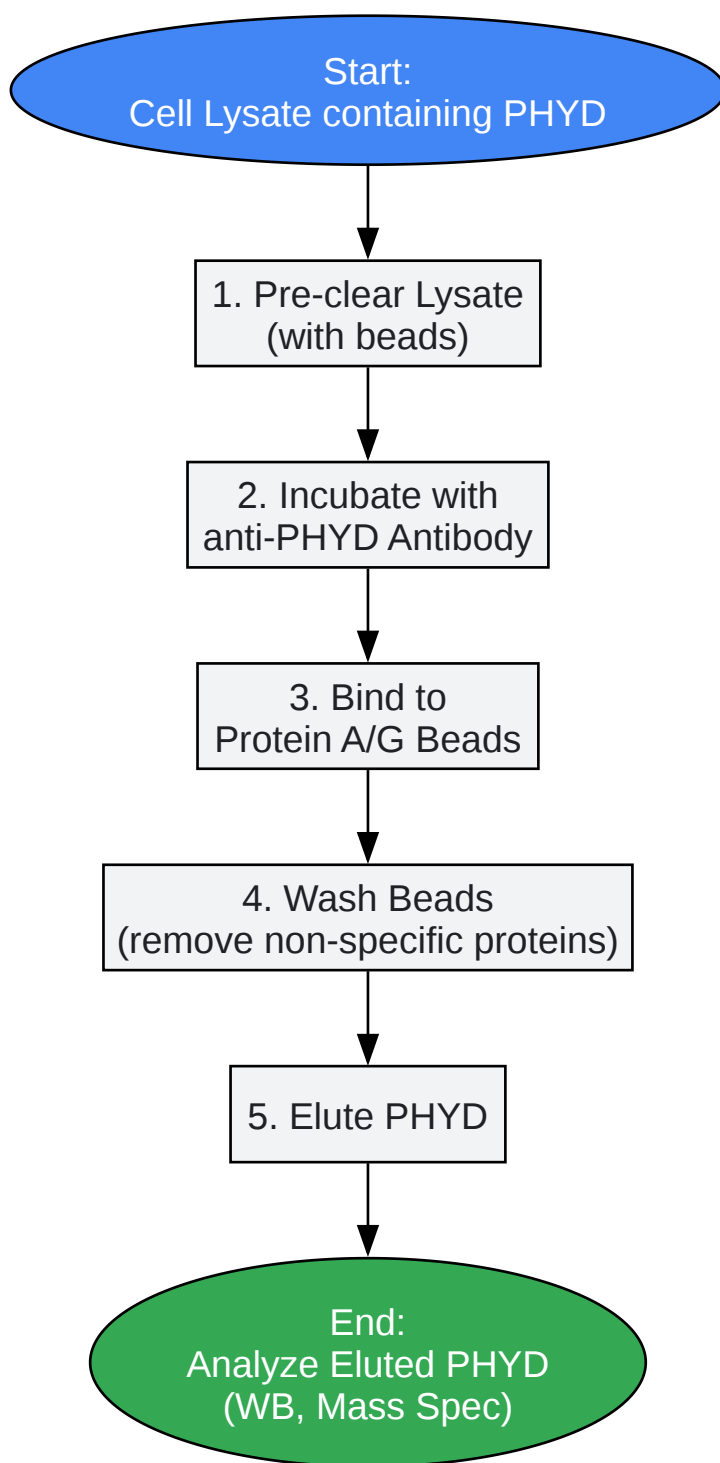 Start:
Cell Lysate containing PHYD
1. Pre-clear Lysate
(with beads)
2. Incubate with
anti-PHYD Antibody
3. Bind to
Protein A/G Beads
4. Wash Beads
(remove non-specific proteins)
5. Elute PHYD
End:
Analyze Eluted PHYD
(WB, Mass Spec)